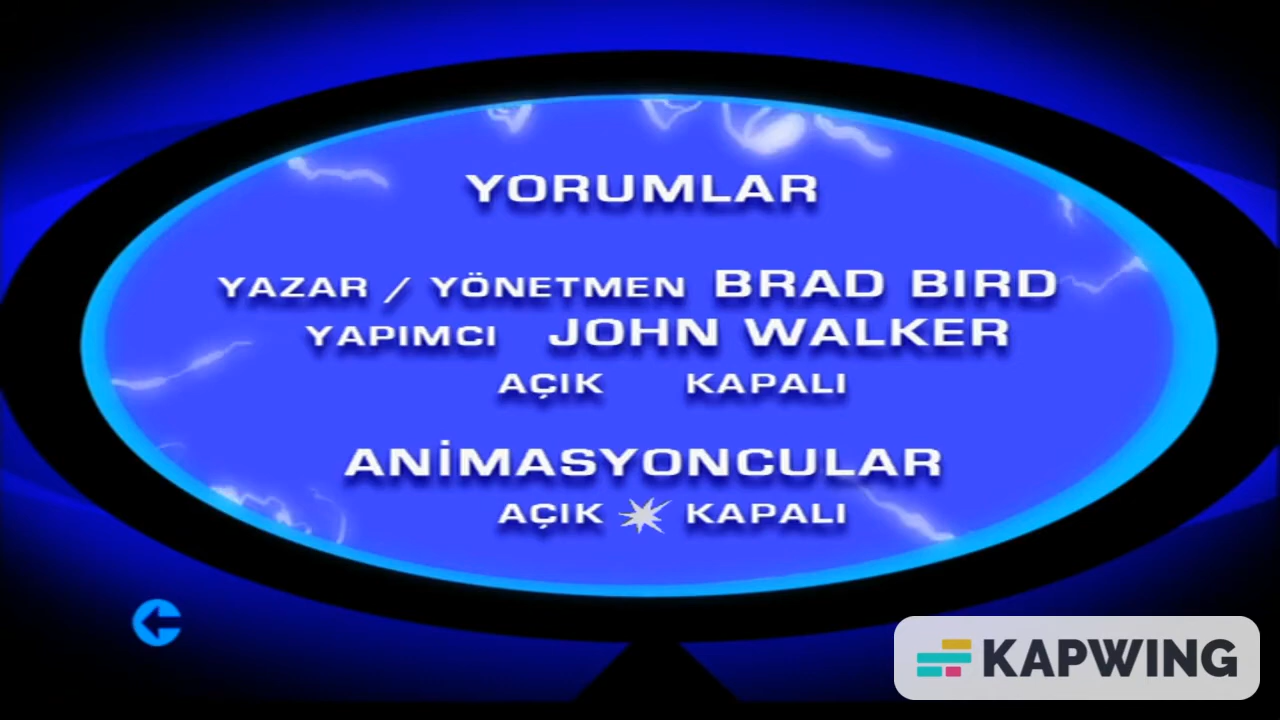 YORUMLAR
YAZAR / YÖNETMEN BRAD BIRD
YAPIMCI JOHN WALKER
AÇIK KAPALI
ANİMASYONCULAR
AÇIK KAPALI
KAPWING